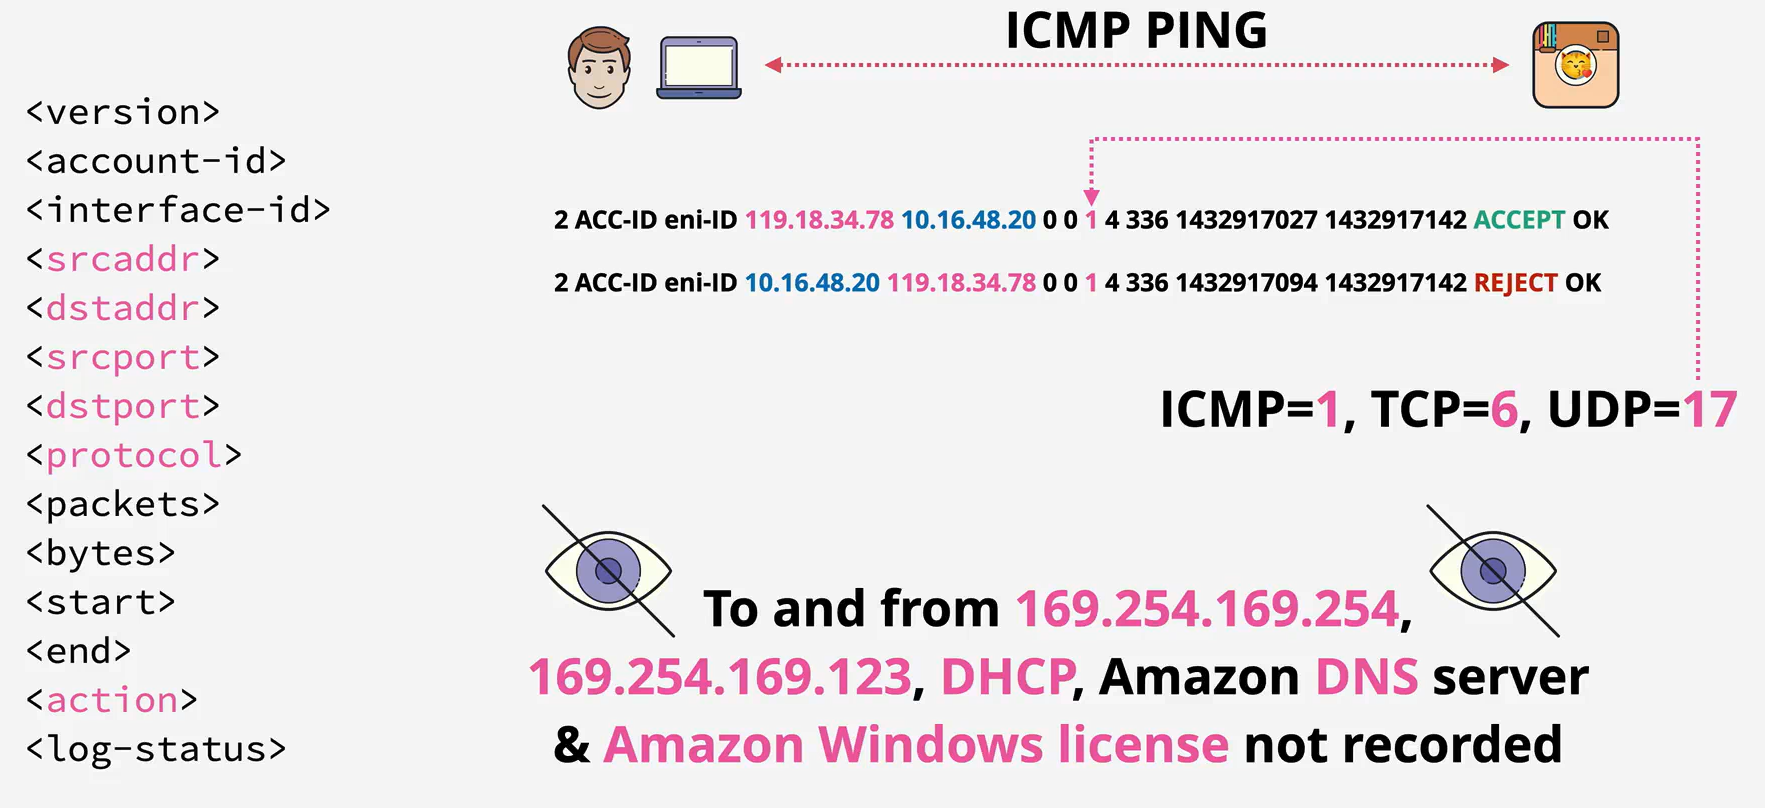 ICMP PING
<version>
<account-id>
<interface-id>
<srcaddr>
<dstaddr>
<srcport>
<dstport>
<protocol>
<packets>
<bytes>
<start>
<end>
<action>
<log-status>
2 ACC-ID eni-ID 119.18.34.78 10.16.48.20 0 0 1 4 336 1432917027 1432917142 ACCEPT OK
2 ACC-ID eni-ID 10.16.48.20 119.18.34.78 0 0 1 4 336 1432917094 1432917142 REJECT OK
ICMP=1, TCP=6, UDP=17
To and from 169.254.169.254,
169.254.169.123, DHCP, Amazon DNS server
& Amazon Windows license not recorded